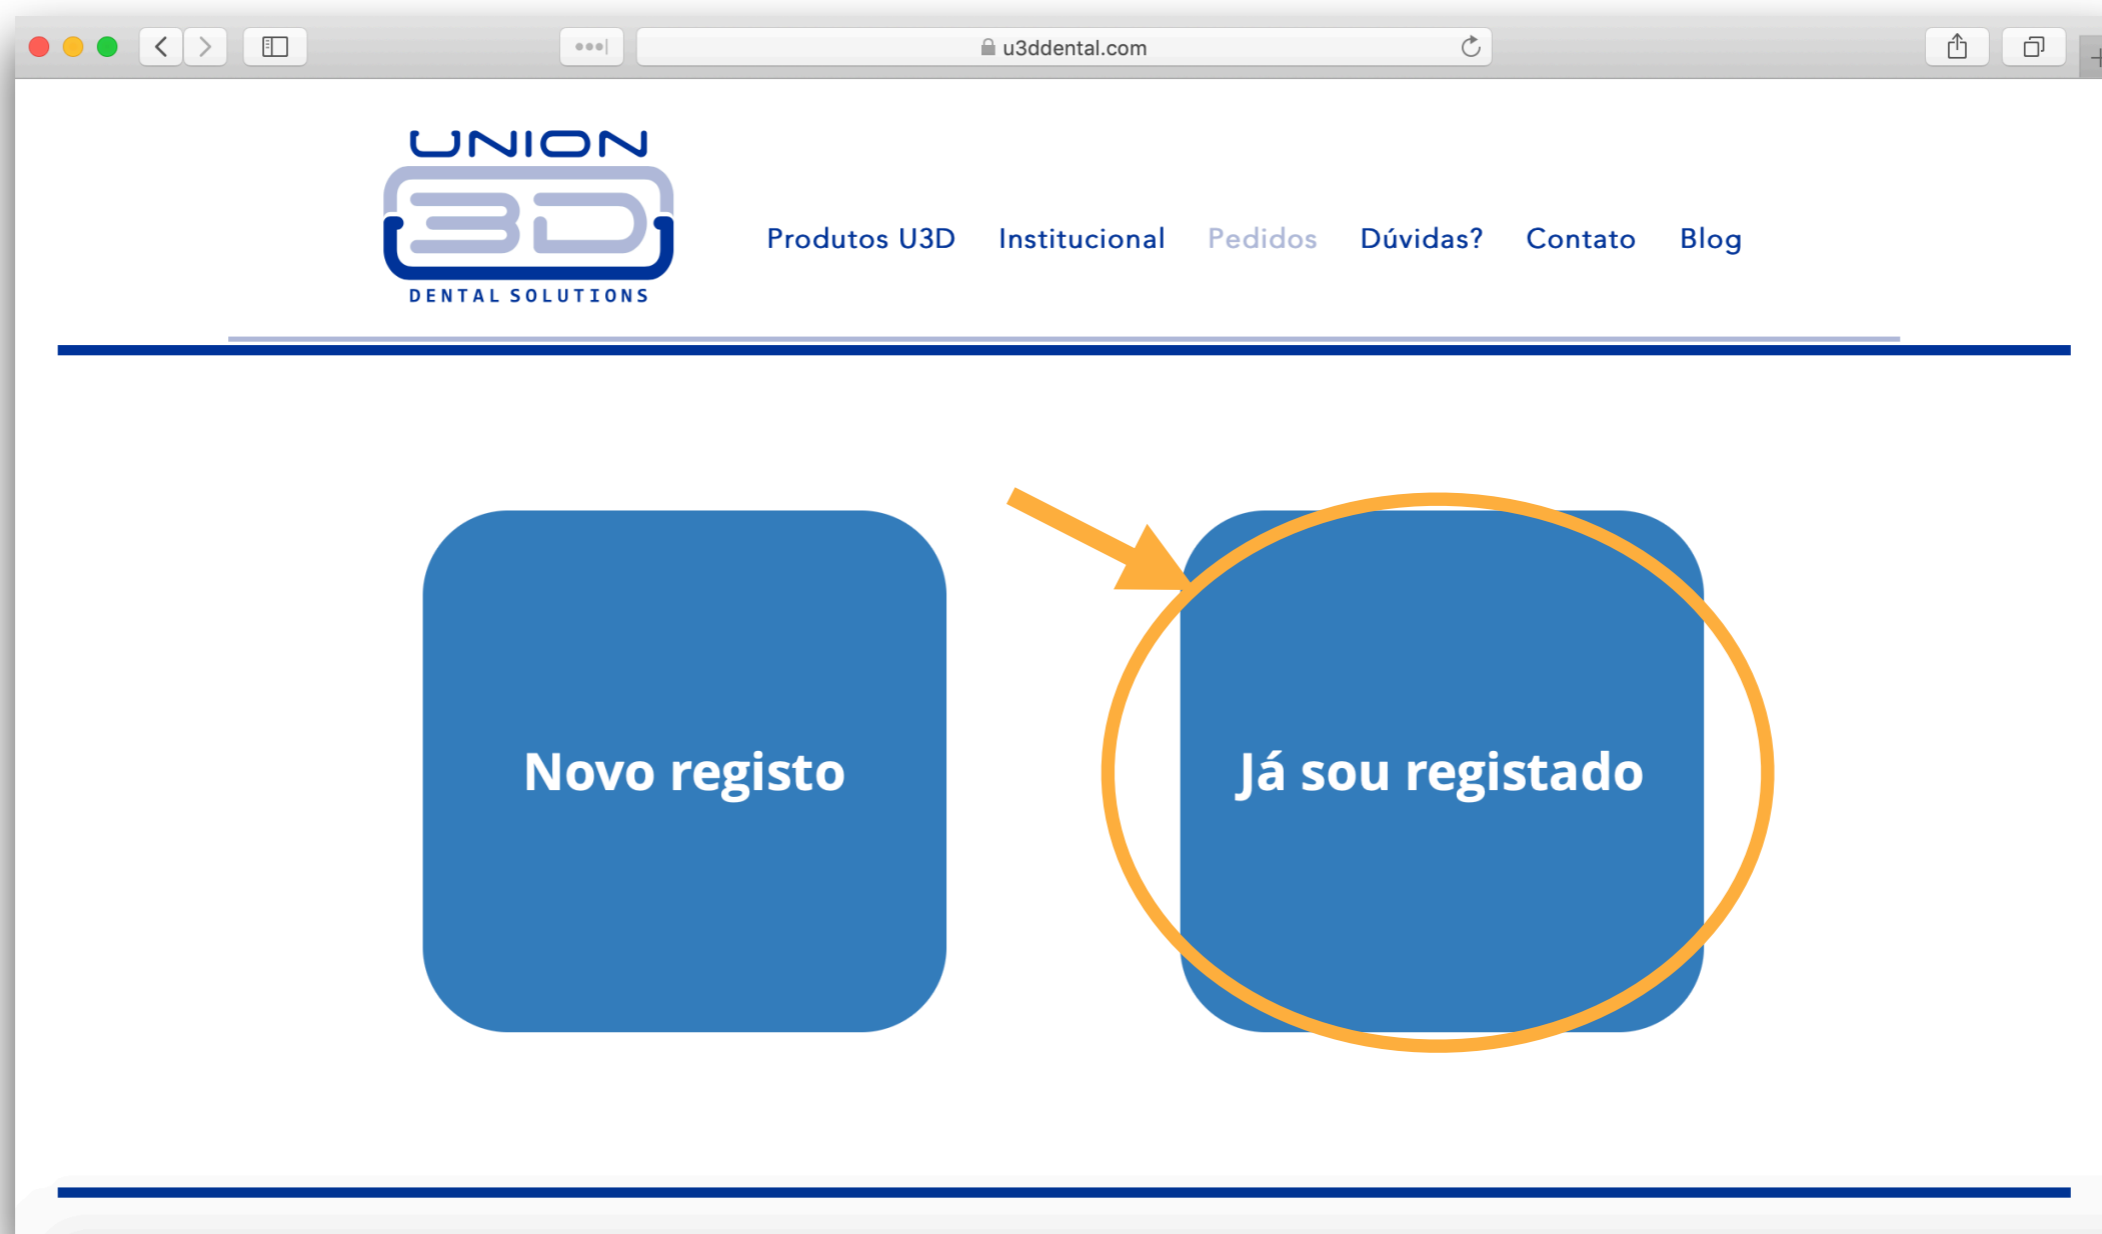 u3ddental.com
UNION
3D
DENTAL SOLUTIONS
Produtos U3D Institucional Pedidos Dúvidas? Contato Blog
Novo registo
Já sou registado